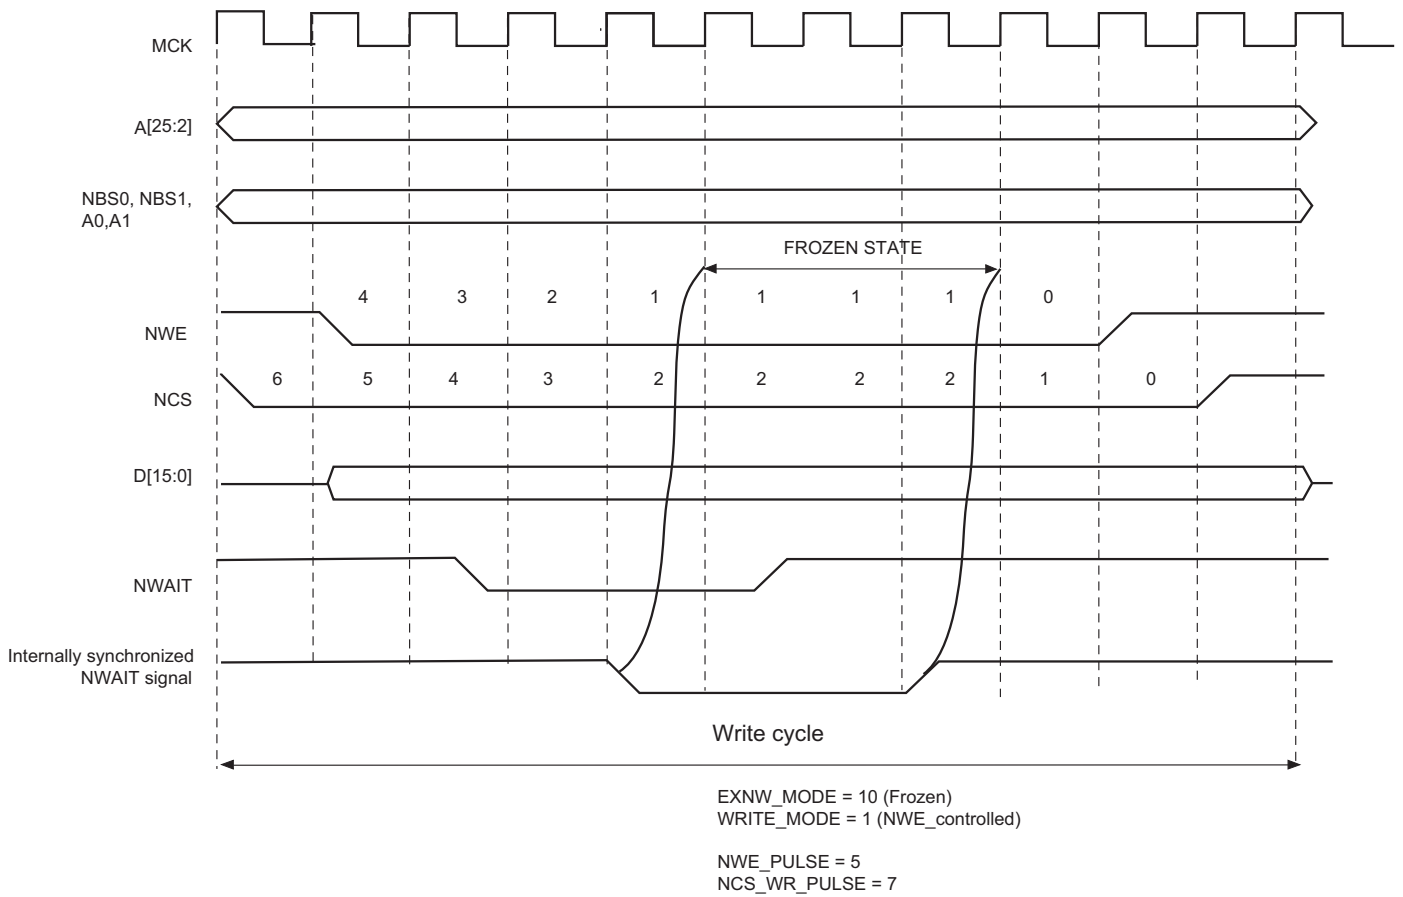 MCK
A[25:2]
NBS0, NBS1,
A0,A1
FROZEN STATE
4 3 2 1 1 1 1 0
NWE
6 5 4 3 2 2 2 2 1 0
NCS
D[15:0]
NWAIT
Internally synchronized
NWAIT signal
Write cycle
EXNW_MODE = 10 (Frozen)
WRITE_MODE = 1 (NWE_controlled)
NWE_PULSE = 5
NCS_WR_PULSE = 7